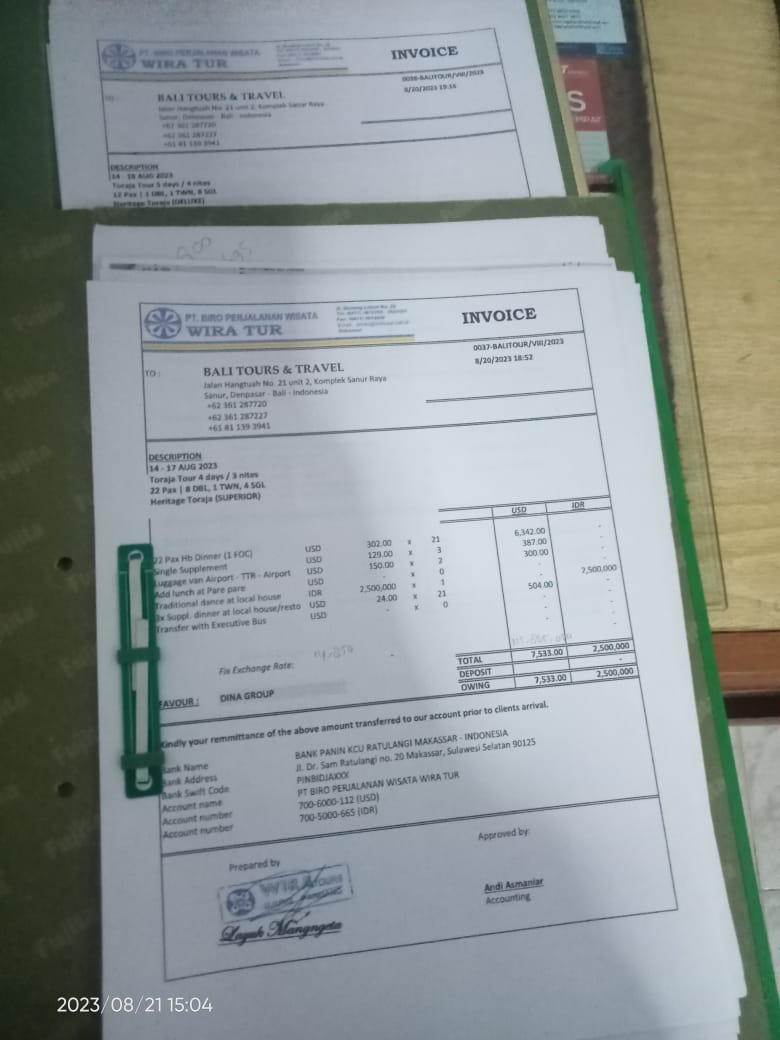 PT. BIRO PERJALANAN WISATA
WIRA TUR
INVOICE
0038-BALITOUR/VIII/2023
8/20/2023 19:16
TO :
BALI TOURS & TRAVEL
Jalan Hangtuah No. 21 unit 2, Komplek Sanur Raya
Sanur, Denpasar - Bali - Indonesia
+62 361 287720
+62 361 287227
+61 81 139 3941
DESCRIPTION
14 - 18 AUG 2023
Toraja Tour 5 days / 4 nites
12 Pax | 1 DBL, 1 TWN, 8 SGL
Heritage Toraja (DELUXE)
PT. BIRO PERJALANAN WISATA
WIRA TUR
INVOICE
0037-BALITOUR/VIII/2023
8/20/2023 18:52
TO :
BALI TOURS & TRAVEL
Jalan Hangtuah No. 21 unit 2, Komplek Sanur Raya
Sanur, Denpasar - Bali - Indonesia
+62 361 287720
+62 361 287227
+61 81 139 3941
DESCRIPTION
14 - 17 AUG 2023
Toraja Tour 4 days / 3 nites
22 Pax | 8 DBL, 1 TWN, 4 SGL
Heritage Toraja (SUPERIOR)
USD IDR
22 Pax Hb Dinner (1 FOC) USD 302.00 x 21 6,342.00 -
Single Supplement USD 129.00 x 3 387.00 -
Luggage van Airport - TTR - Airport USD 150.00 x 2 300.00 -
Add lunch at Pare pare USD - x 0 - -
Traditional dance at local house IDR 2,500,000 x 1 - 2,500,000
3x Suppl. dinner at local house/resto USD 24.00 x 21 504.00 -
Transfer with Executive Bus USD - x 0 - -
Fix Exchange Rate: -
TOTAL 7,533.00 2,500,000
DEPOSIT -
OWING 7,533.00 2,500,000
FAVOUR : DINA GROUP
Kindly your remmittance of the above amount transferred to our account prior to clients arrival.
Bank Name BANK PANIN KCU RATULANGI MAKASSAR - INDONESIA
Bank Address Jl. Dr. Sam Ratulangi no. 20 Makassar, Sulawesi Selatan 90125
Bank Swift Code PINBIDJAXXX
Account name PT BIRO PERJALANAN WISATA WIRA TUR
Account number 700-6000-112 (USD)
Account number 700-5000-665 (IDR)
Prepared by
Approved by:
WIRA TOURS
Andi Asmaniar
Accounting
2023/08/21 15:04